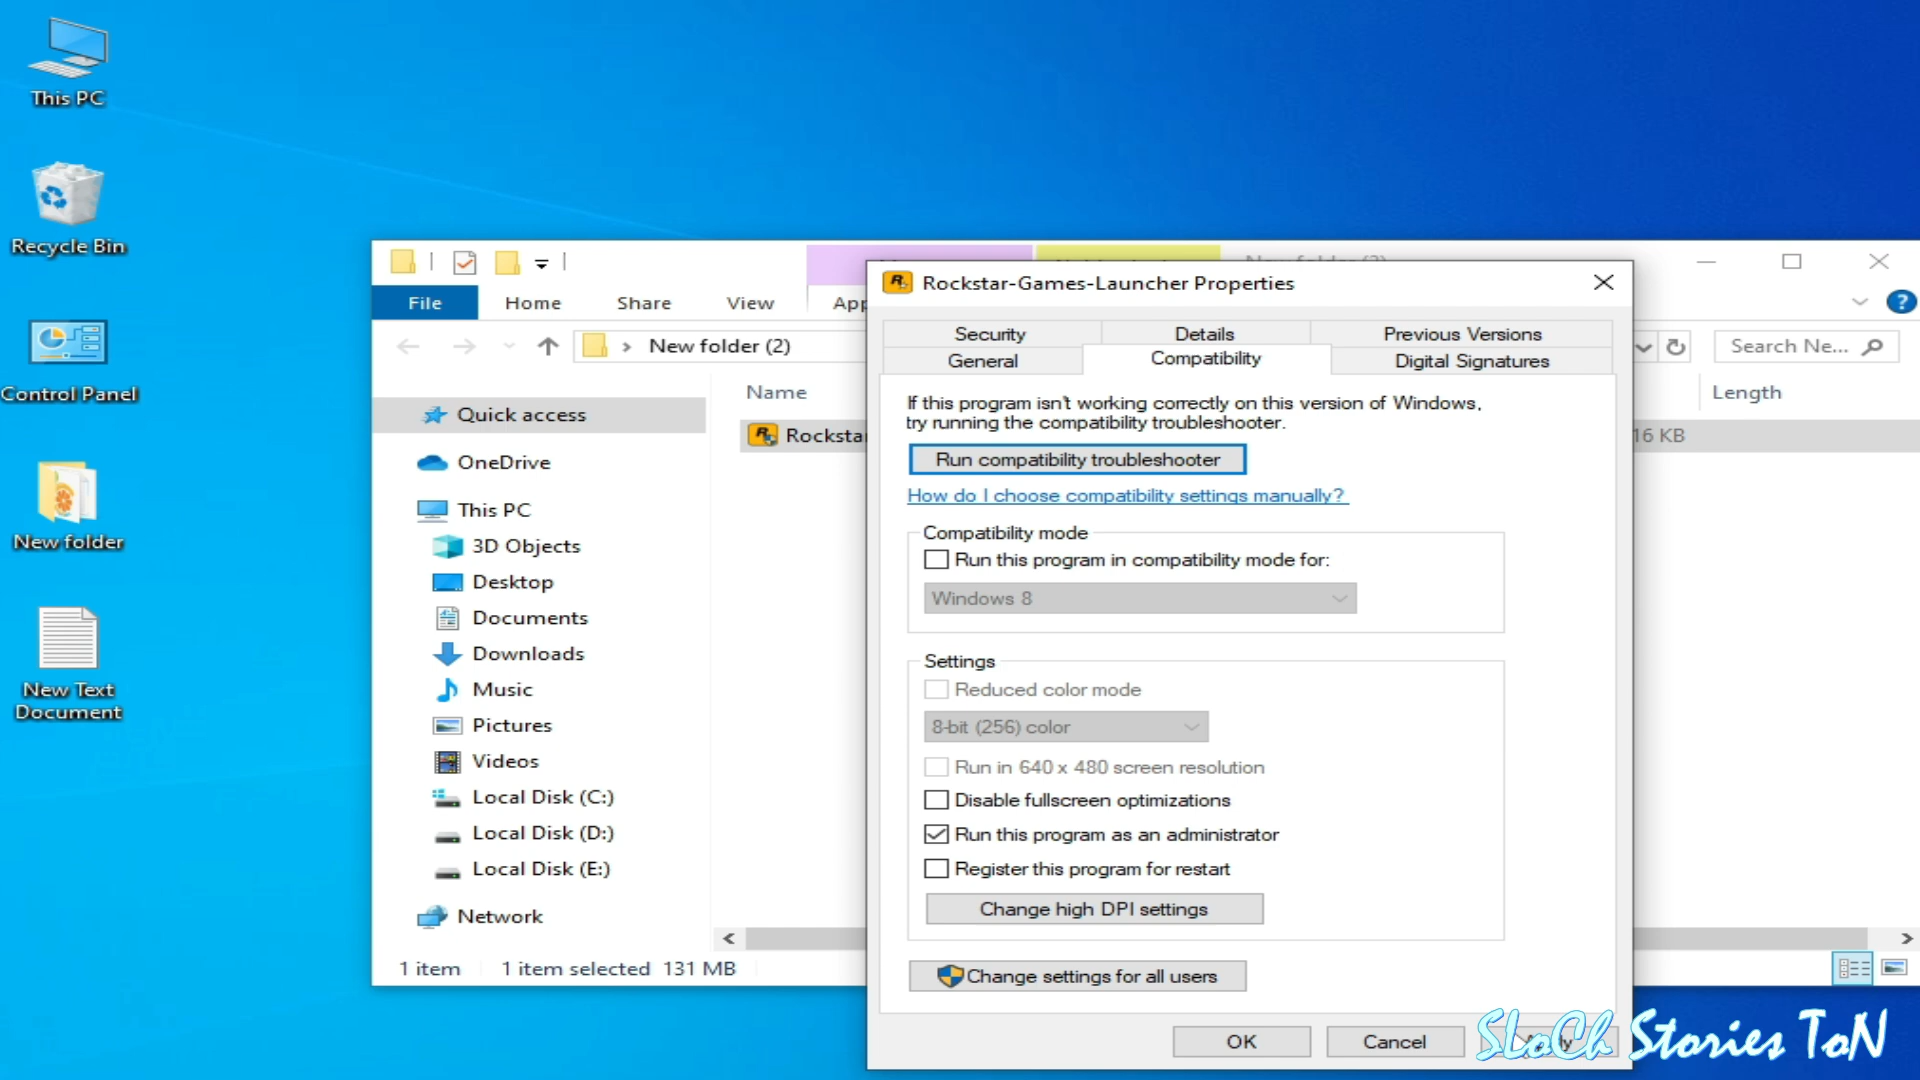 This PC
Recycle Bin
Control Panel
New folder
New Text
Document
File
Home
Share
View
New folder (2)
Search Ne...
Name
Length
Rockstar
16 KB
Quick access
OneDrive
This PC
3D Objects
Desktop
Documents
Downloads
Music
Pictures
Videos
Local Disk (C:)
Local Disk (D:)
Local Disk (E:)
Network
1 item
1 item selected 131 MB
Rockstar-Games-Launcher Properties
Security
Details
Previous Versions
General
Compatibility
Digital Signatures
If this program isn't working correctly on this version of Windows,
try running the compatibility troubleshooter.
Run compatibility troubleshooter
How do I choose compatibility settings manually?
Compatibility mode
Run this program in compatibility mode for:
Windows 8
Settings
Reduced color mode
8-bit (256) color
Run in 640 x 480 screen resolution
Disable fullscreen optimizations
Run this program as an administrator
Register this program for restart
Change high DPI settings
Change settings for all users
OK
Cancel
SLoCh Stories ToN